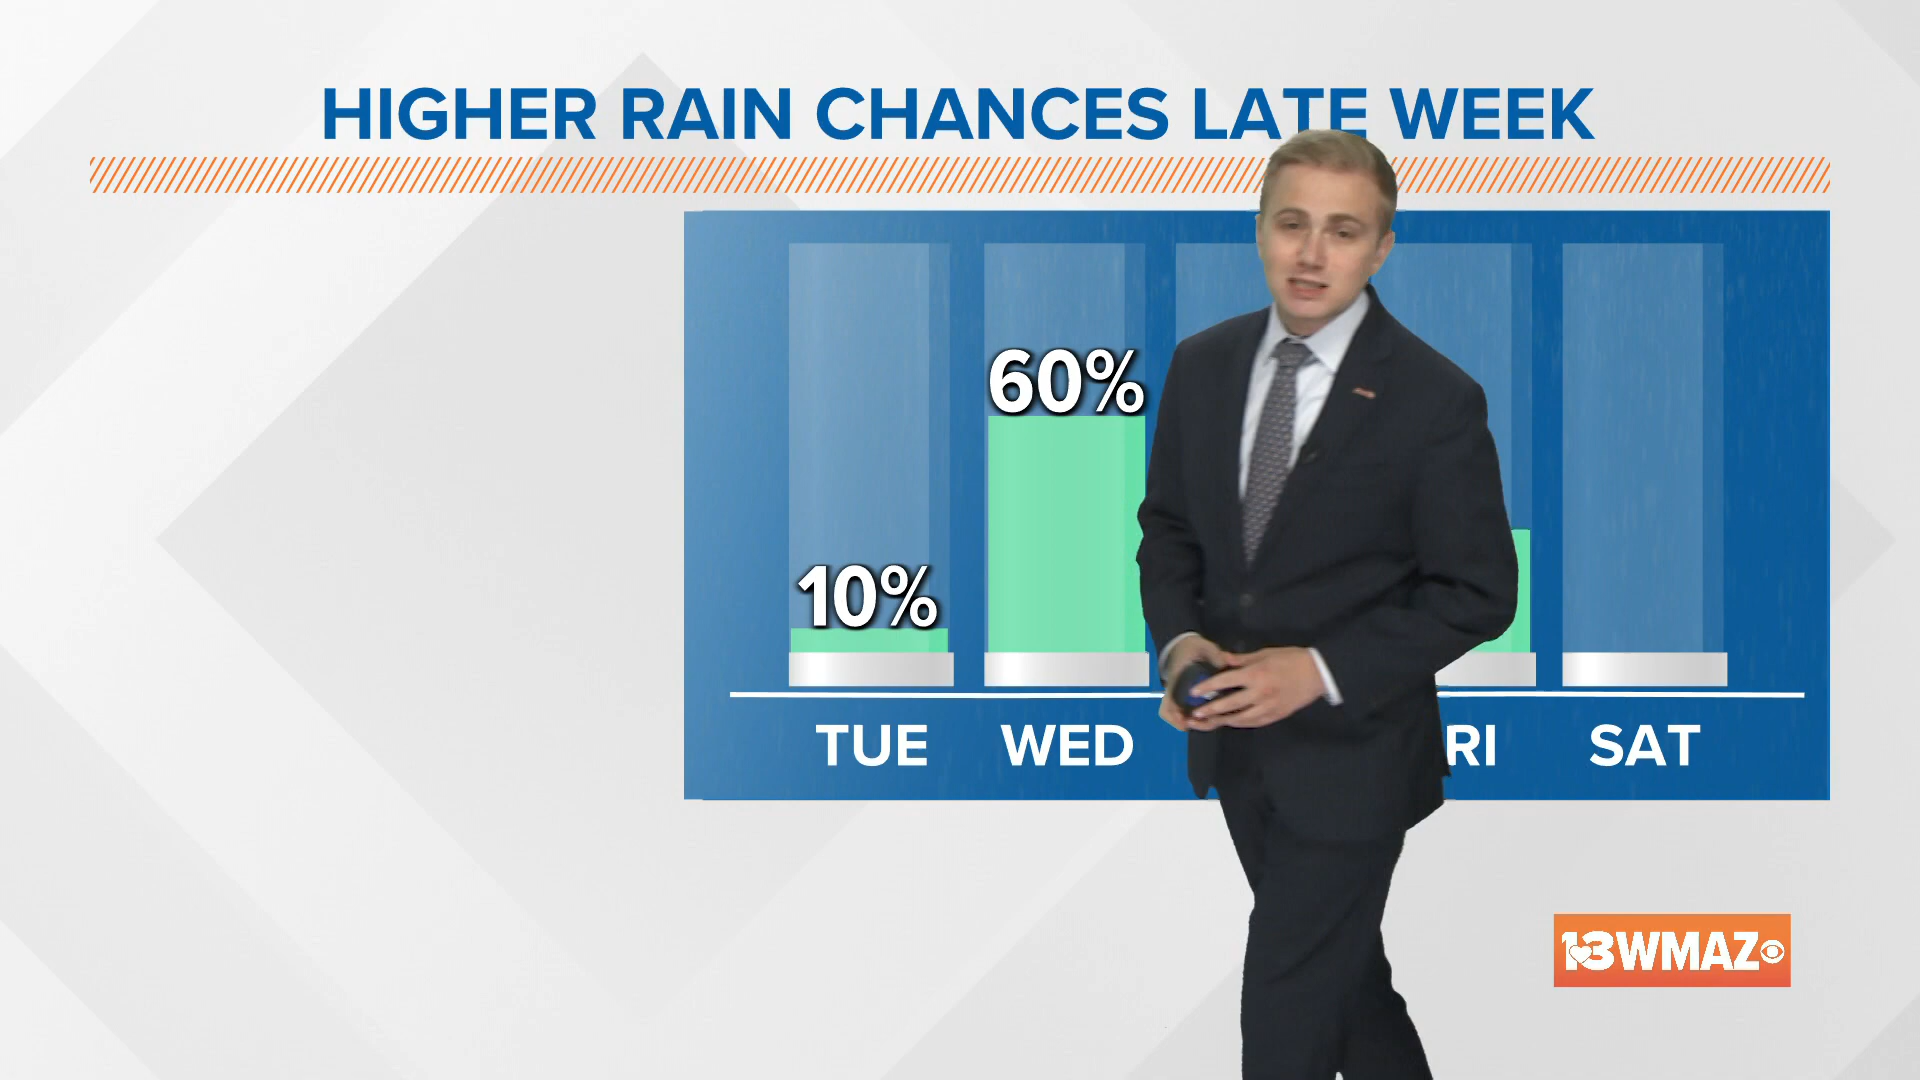 HIGHER RAIN CHANCES LATE WEEK
60%
10%
TUE WED RI SAT
13WMAZ